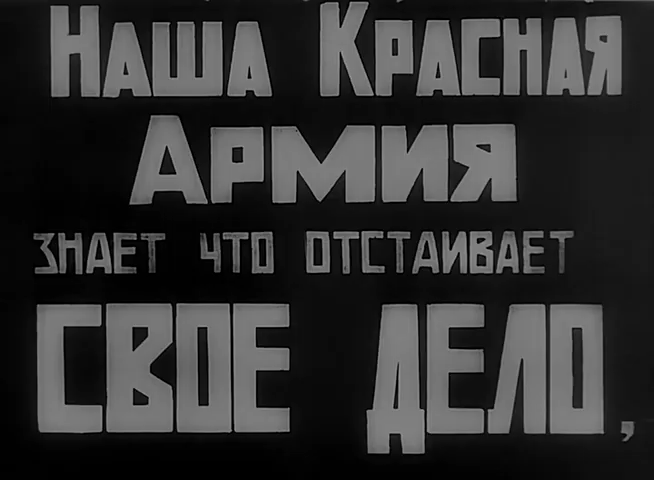 НАША КРАСНАЯ
АРМИЯ
ЗНАЕТ ЧТО ОТСТАИВАЕТ
СВОЕ ДЕЛО,